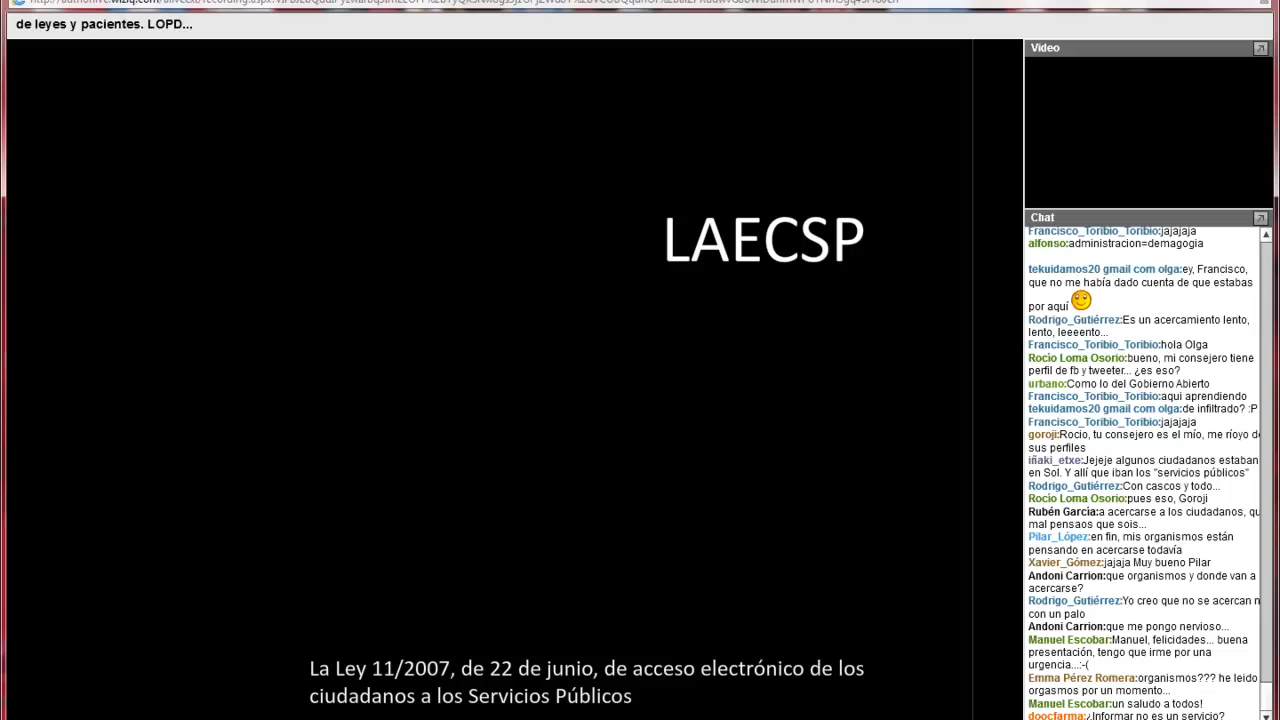 de leyes y pacientes. LOPD...
LAECSP
La Ley 11/2007, de 22 de junio, de acceso electrónico de los
ciudadanos a los Servicios Públicos
Video
Chat
Francisco_Toribio_Toribio:jajajaja
alfonso:administracion=demagogia
tekuidamos20 gmail com olga:ey, Francisco,
que no me había dado cuenta de que estabas
por aquí
Rodrigo_Gutiérrez:Es un acercamiento lento,
lento, leeeento...
Francisco_Toribio_Toribio:hola Olga
Rocío Loma Osorio:bueno, mi consejero tiene
perfil de fb y tweeter... ¿es eso?
urbano:Como lo del Gobierno Abierto
Francisco_Toribio_Toribio:aqui aprendiendo
tekuidamos20 gmail com olga:de infiltrado? :P
Francisco_Toribio_Toribio:jajajaja
goroji:Rocio, tu consejero es el mío, me ríoyo de
sus perfiles
iñaki_etxe:Jejeje algunos ciudadanos estaban
en Sol. Y allí que iban los "servicios públicos"
Rodrigo_Gutiérrez:Con cascos y todo...
Rocío Loma Osorio:pues eso, Goroji
Rubén García:a acercarse a los ciudadanos, qu
mal pensaos que sois...
Pilar_López:en fin, mis organismos están
pensando en acercarse todavía
Xavier_Gómez:jajaja Muy bueno Pilar
Andoni Carrion:que organismos y donde van a
acercarse?
Rodrigo_Gutiérrez:Yo creo que no se acercan n
con un palo
Andoni Carrion:que me pongo nervioso...
Manuel Escobar:Manuel, felicidades... buena
presentación, tengo que irme por una
urgencia...:-(
Emma Pérez Romera:organismos??? he leido
orgasmos por un momento...
Manuel Escobar:un saludo a todos!
doocfarma:¿Informar no es un servicio?